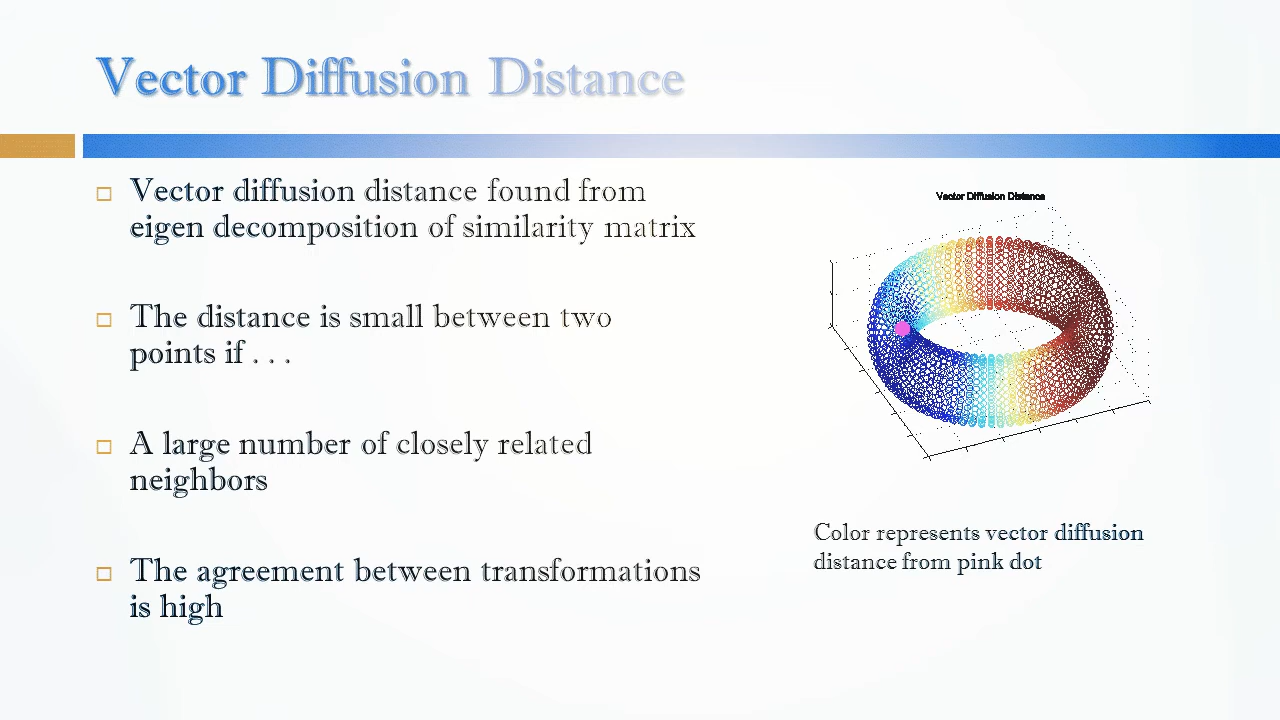 Vector Diffusion Distance
Vector diffusion distance found from
eigen decomposition of similarity matrix
The distance is small between two
points if . . .
A large number of closely related
neighbors
The agreement between transformations
is high
Vector Diffusion Distance
Color represents vector diffusion
distance from pink dot